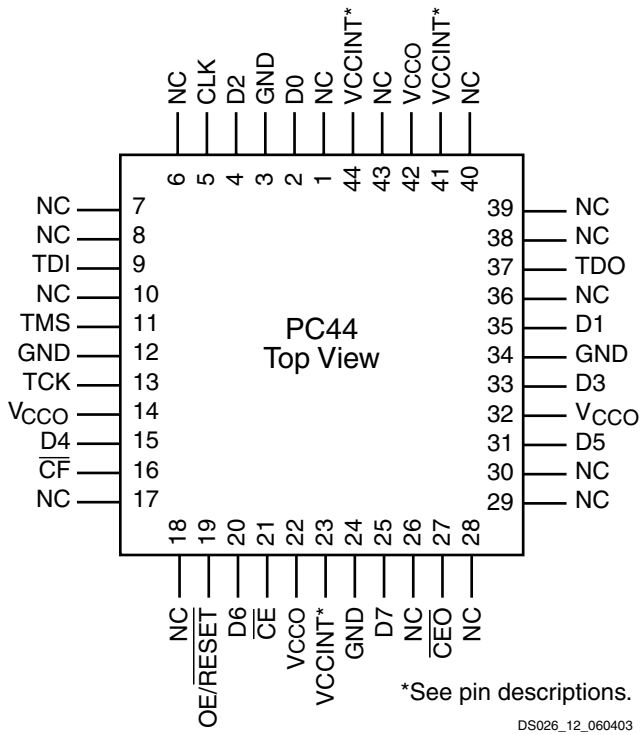 NC CLK D2 GND D0 NC VCCINT* NC VCCO VCCINT* NC
6 5 4 3 2 1 44 43 42 41 40
NC 7 39 NC
NC 8 38 NC
TDI 9 37 TDO
NC 10 36 NC
TMS 11 35 D1
GND 12 34 GND
TCK 13 33 D3
VCCO 14 32 VCCO
D4 15 31 D5
CF 16 30 NC
NC 17 29 NC
PC44
Top View
18 19 20 21 22 23 24 25 26 27 28
NC OE/RESET D6 CE VCCO VCCINT* GND D7 NC CEO NC
*See pin descriptions.
DS026_12_060403